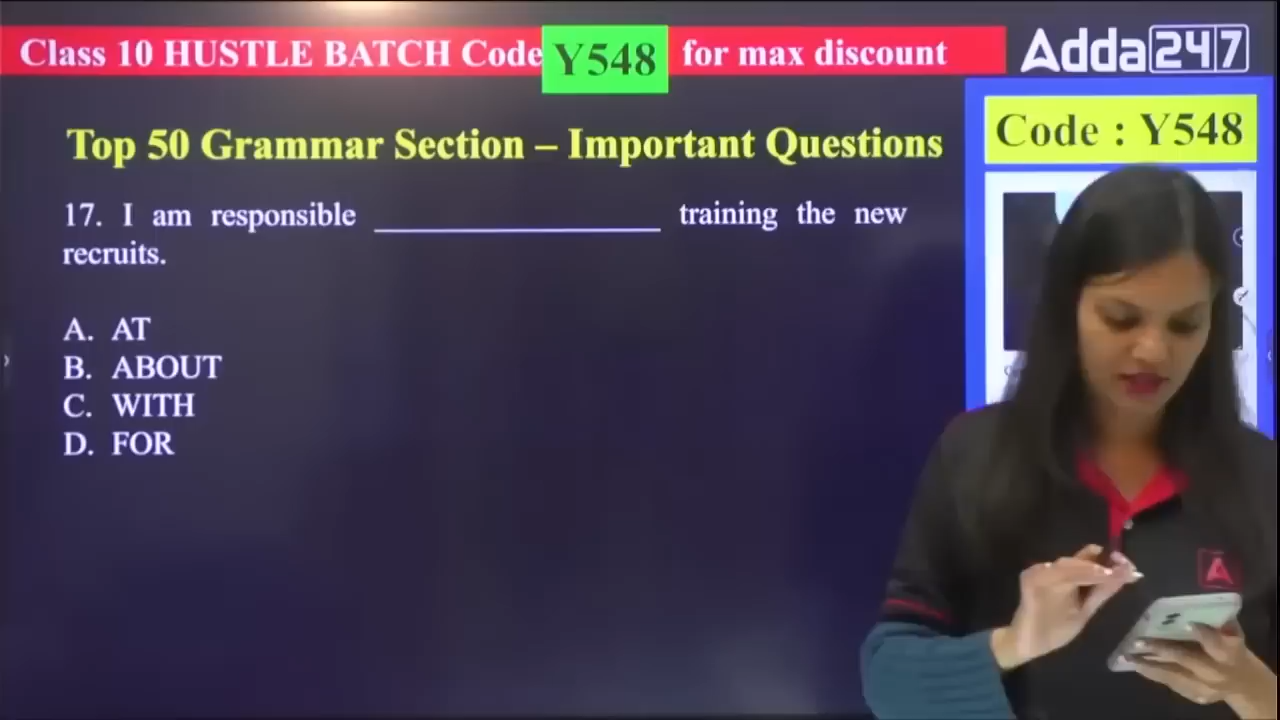 Class 10 HUSTLE BATCH Code Y548 for max discount
Adda247
Code : Y548
Top 50 Grammar Section – Important Questions
17. I am responsible ____________ training the new
recruits.
A. AT
B. ABOUT
C. WITH
D. FOR
A